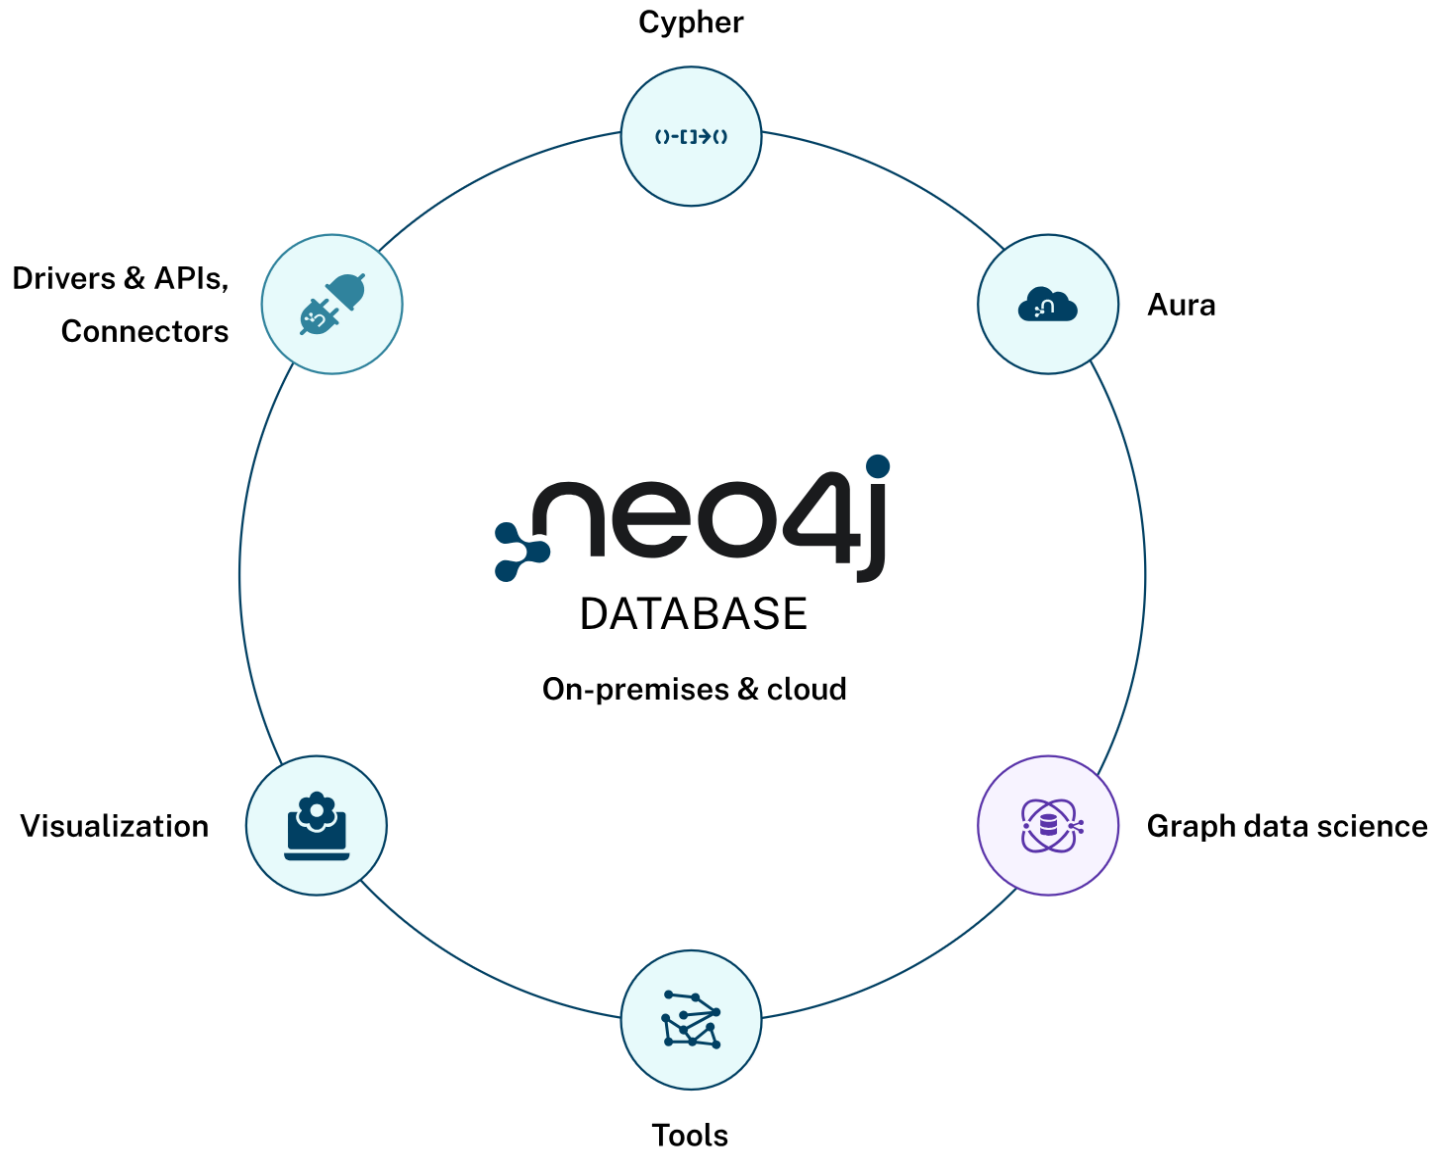 Cypher
()-[]→()
Drivers & APIs,
Connectors
Aura
neo4j
DATABASE
On-premises & cloud
Visualization
Graph data science
Tools